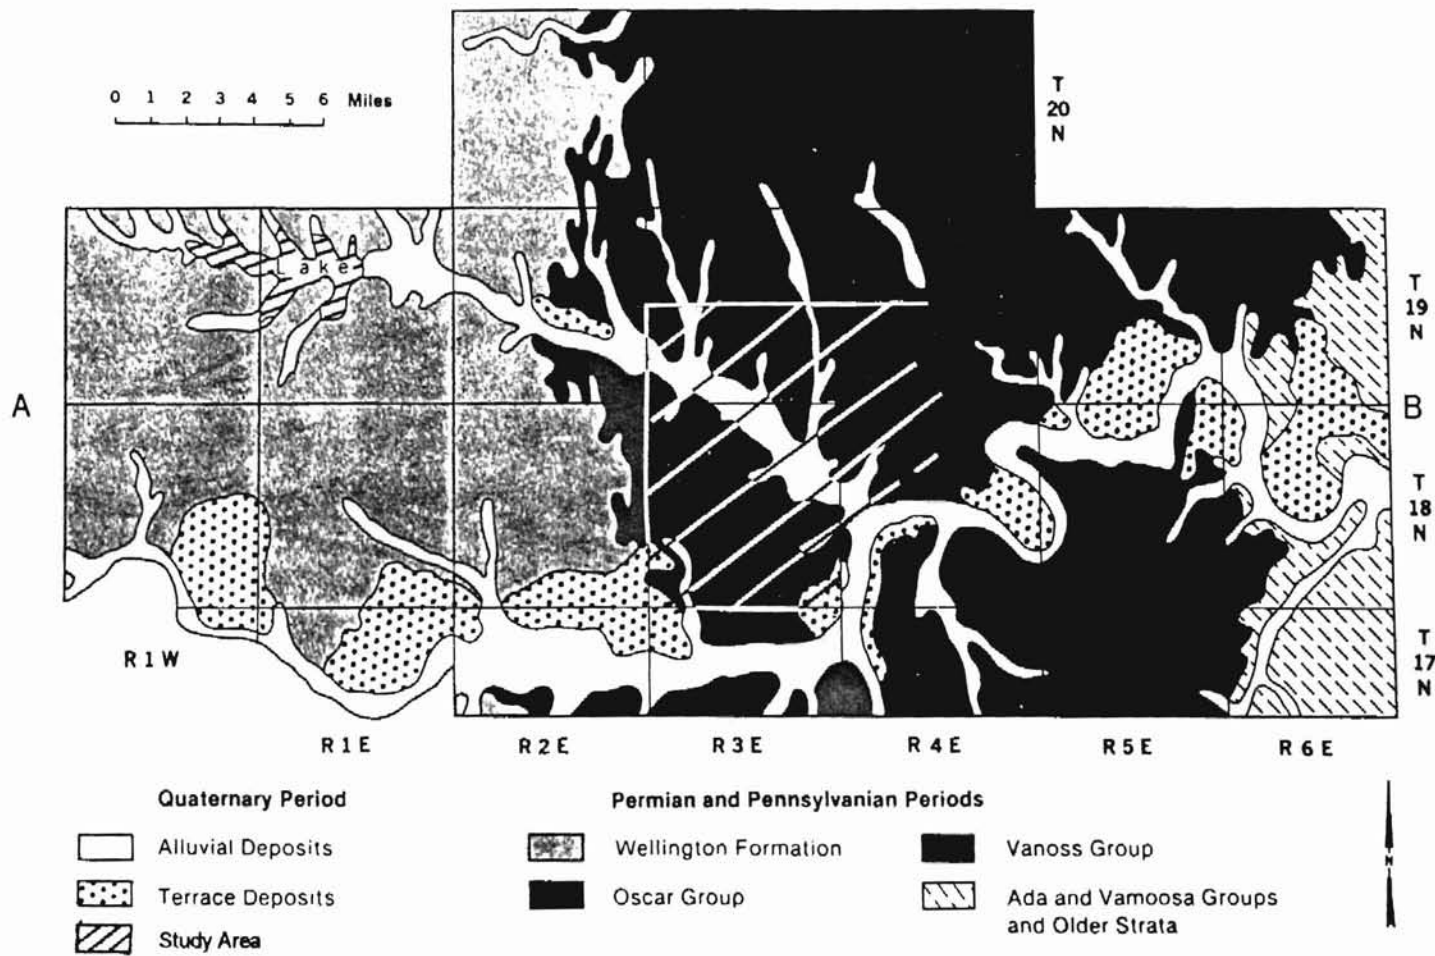 0 1 2 3 4 5 6 Miles
T
20
N
Lake
T
19
N
A
B
T
18
N
R 1 W
T
17
N
R 1 E
R 2 E
R 3 E
R 4 E
R 5 E
R 6 E
Quaternary Period
Permian and Pennsylvanian Periods
Alluvial Deposits
Wellington Formation
Vanoss Group
N
Terrace Deposits
Oscar Group
Ada and Vamoosa Groups
and Older Strata
Study Area